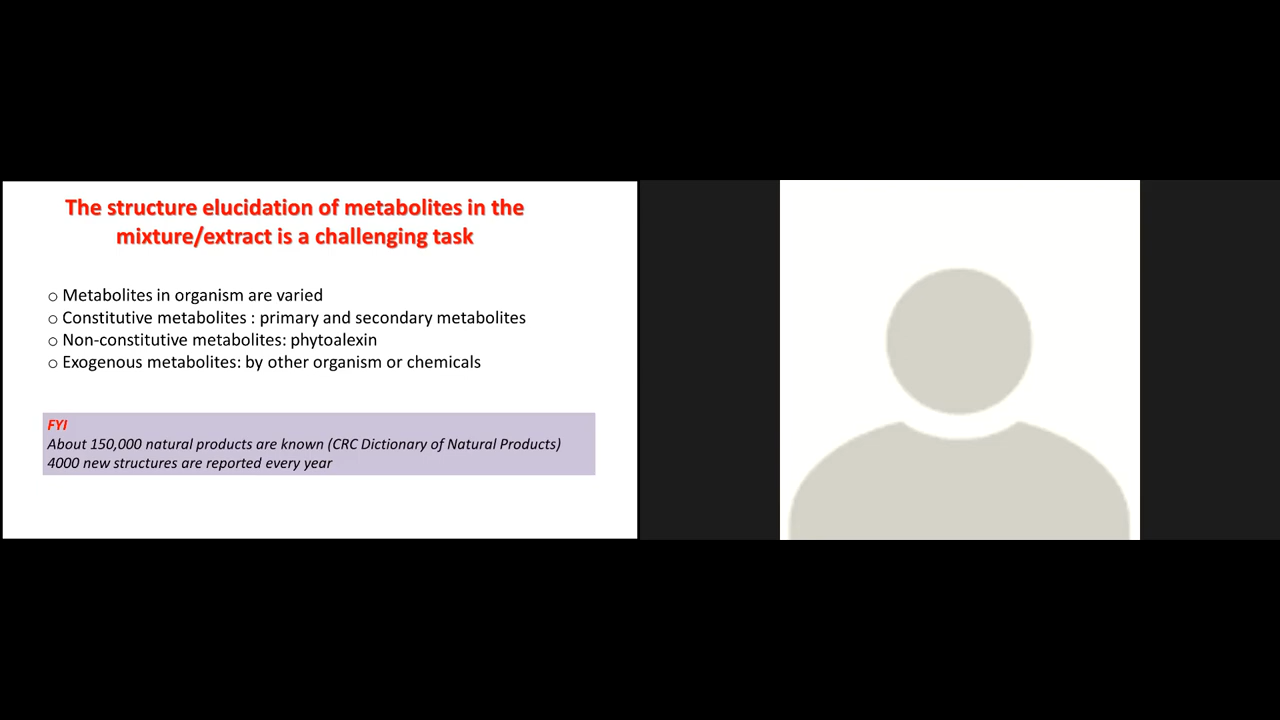 The structure elucidation of metabolites in the
mixture/extract is a challenging task
o Metabolites in organism are varied
o Constitutive metabolites : primary and secondary metabolites
o Non-constitutive metabolites: phytoalexin
o Exogenous metabolites: by other organism or chemicals
FYI
About 150,000 natural products are known (CRC Dictionary of Natural Products)
4000 new structures are reported every year